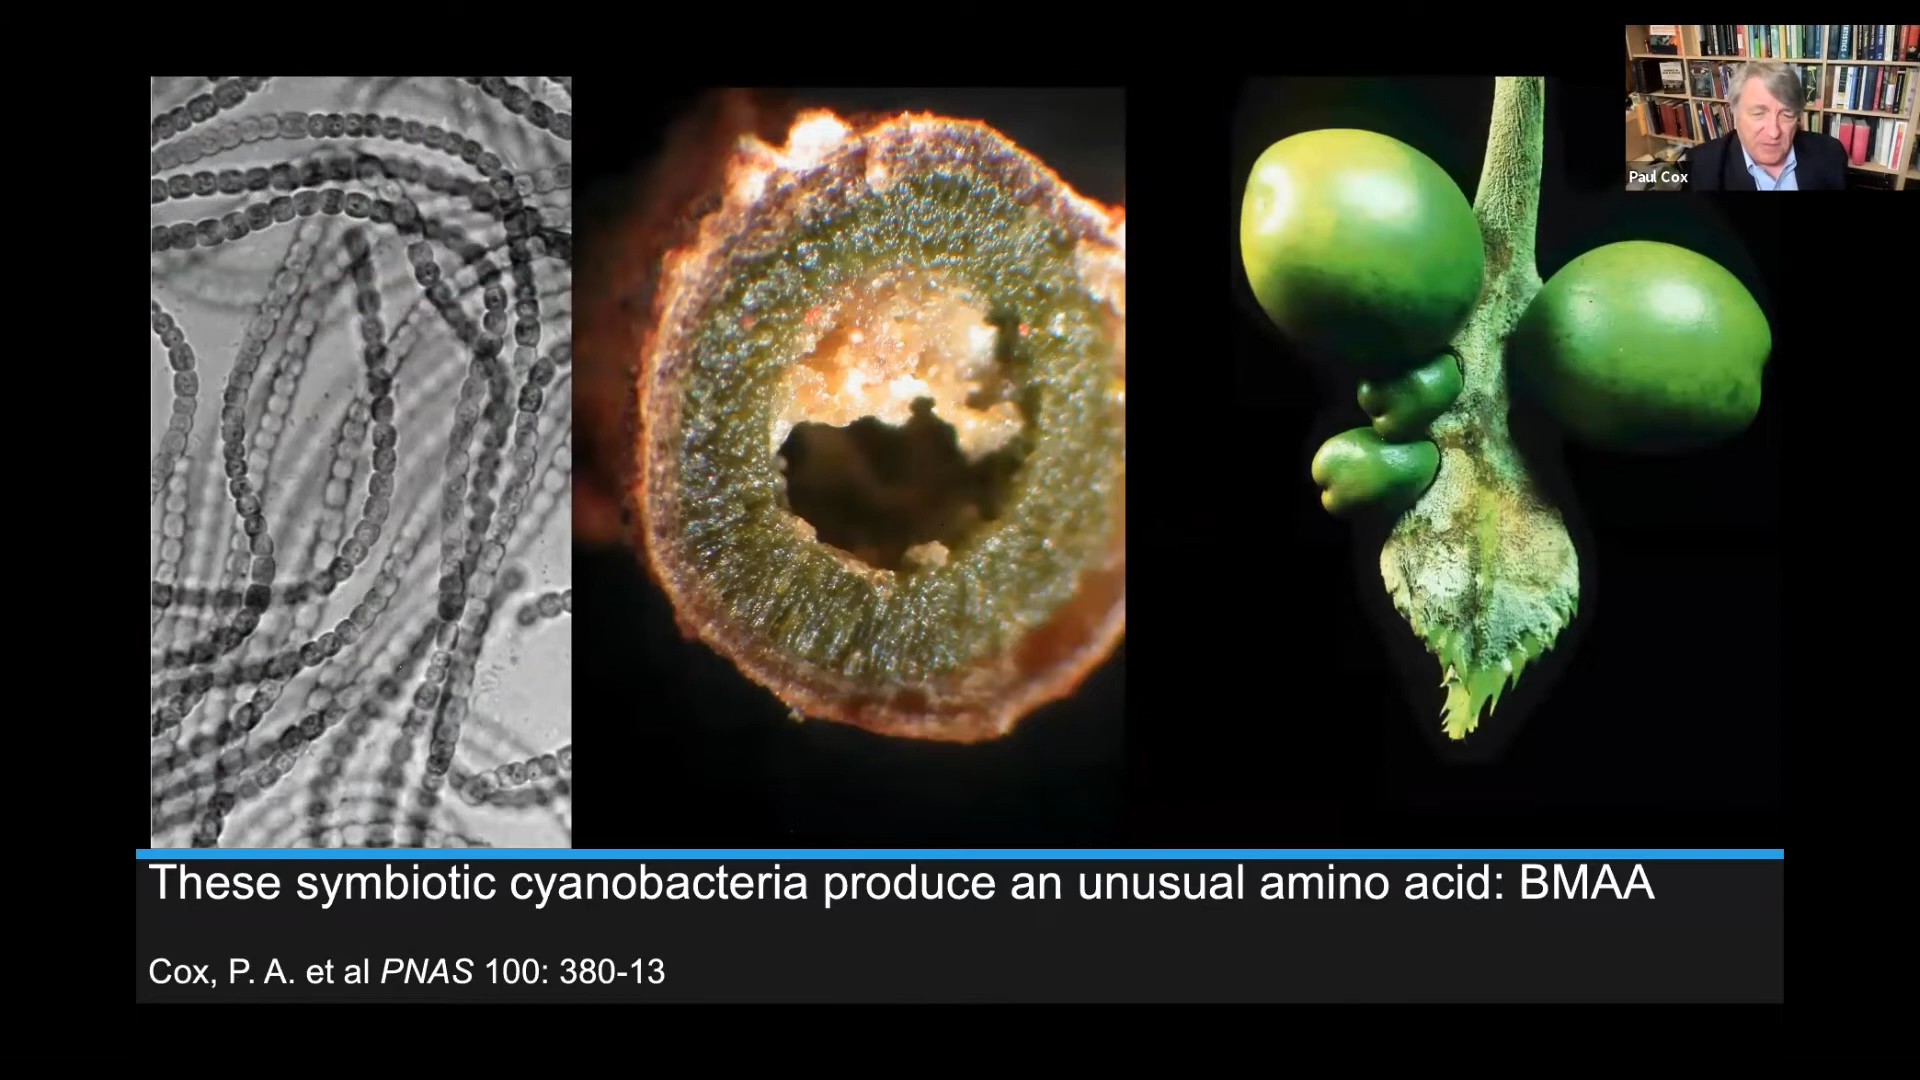 Paul Cox
These symbiotic cyanobacteria produce an unusual amino acid: BMAA
Cox, P. A. et al PNAS 100: 380-13